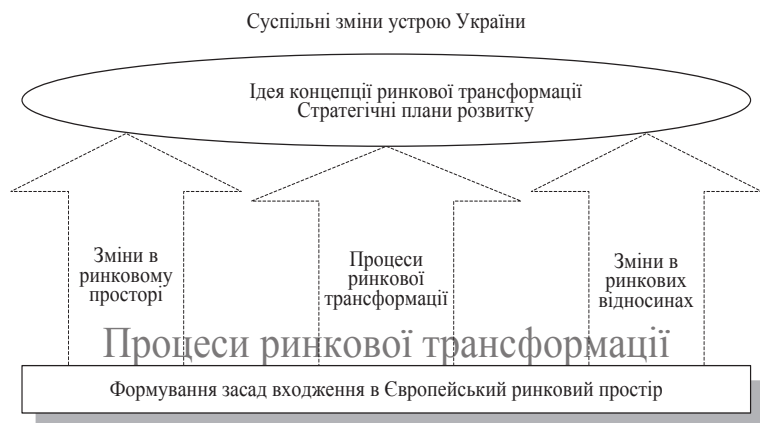 Суспільні зміни устрою України
Ідея концепції ринкової трансформації
Стратегічні плани розвитку
Зміни в
ринковому
просторі
Процеси
ринкової
трансформації
Зміни в
ринкових
відносинах
Процеси ринкової трансформації
Формування засад входження в Європейський ринковий простір